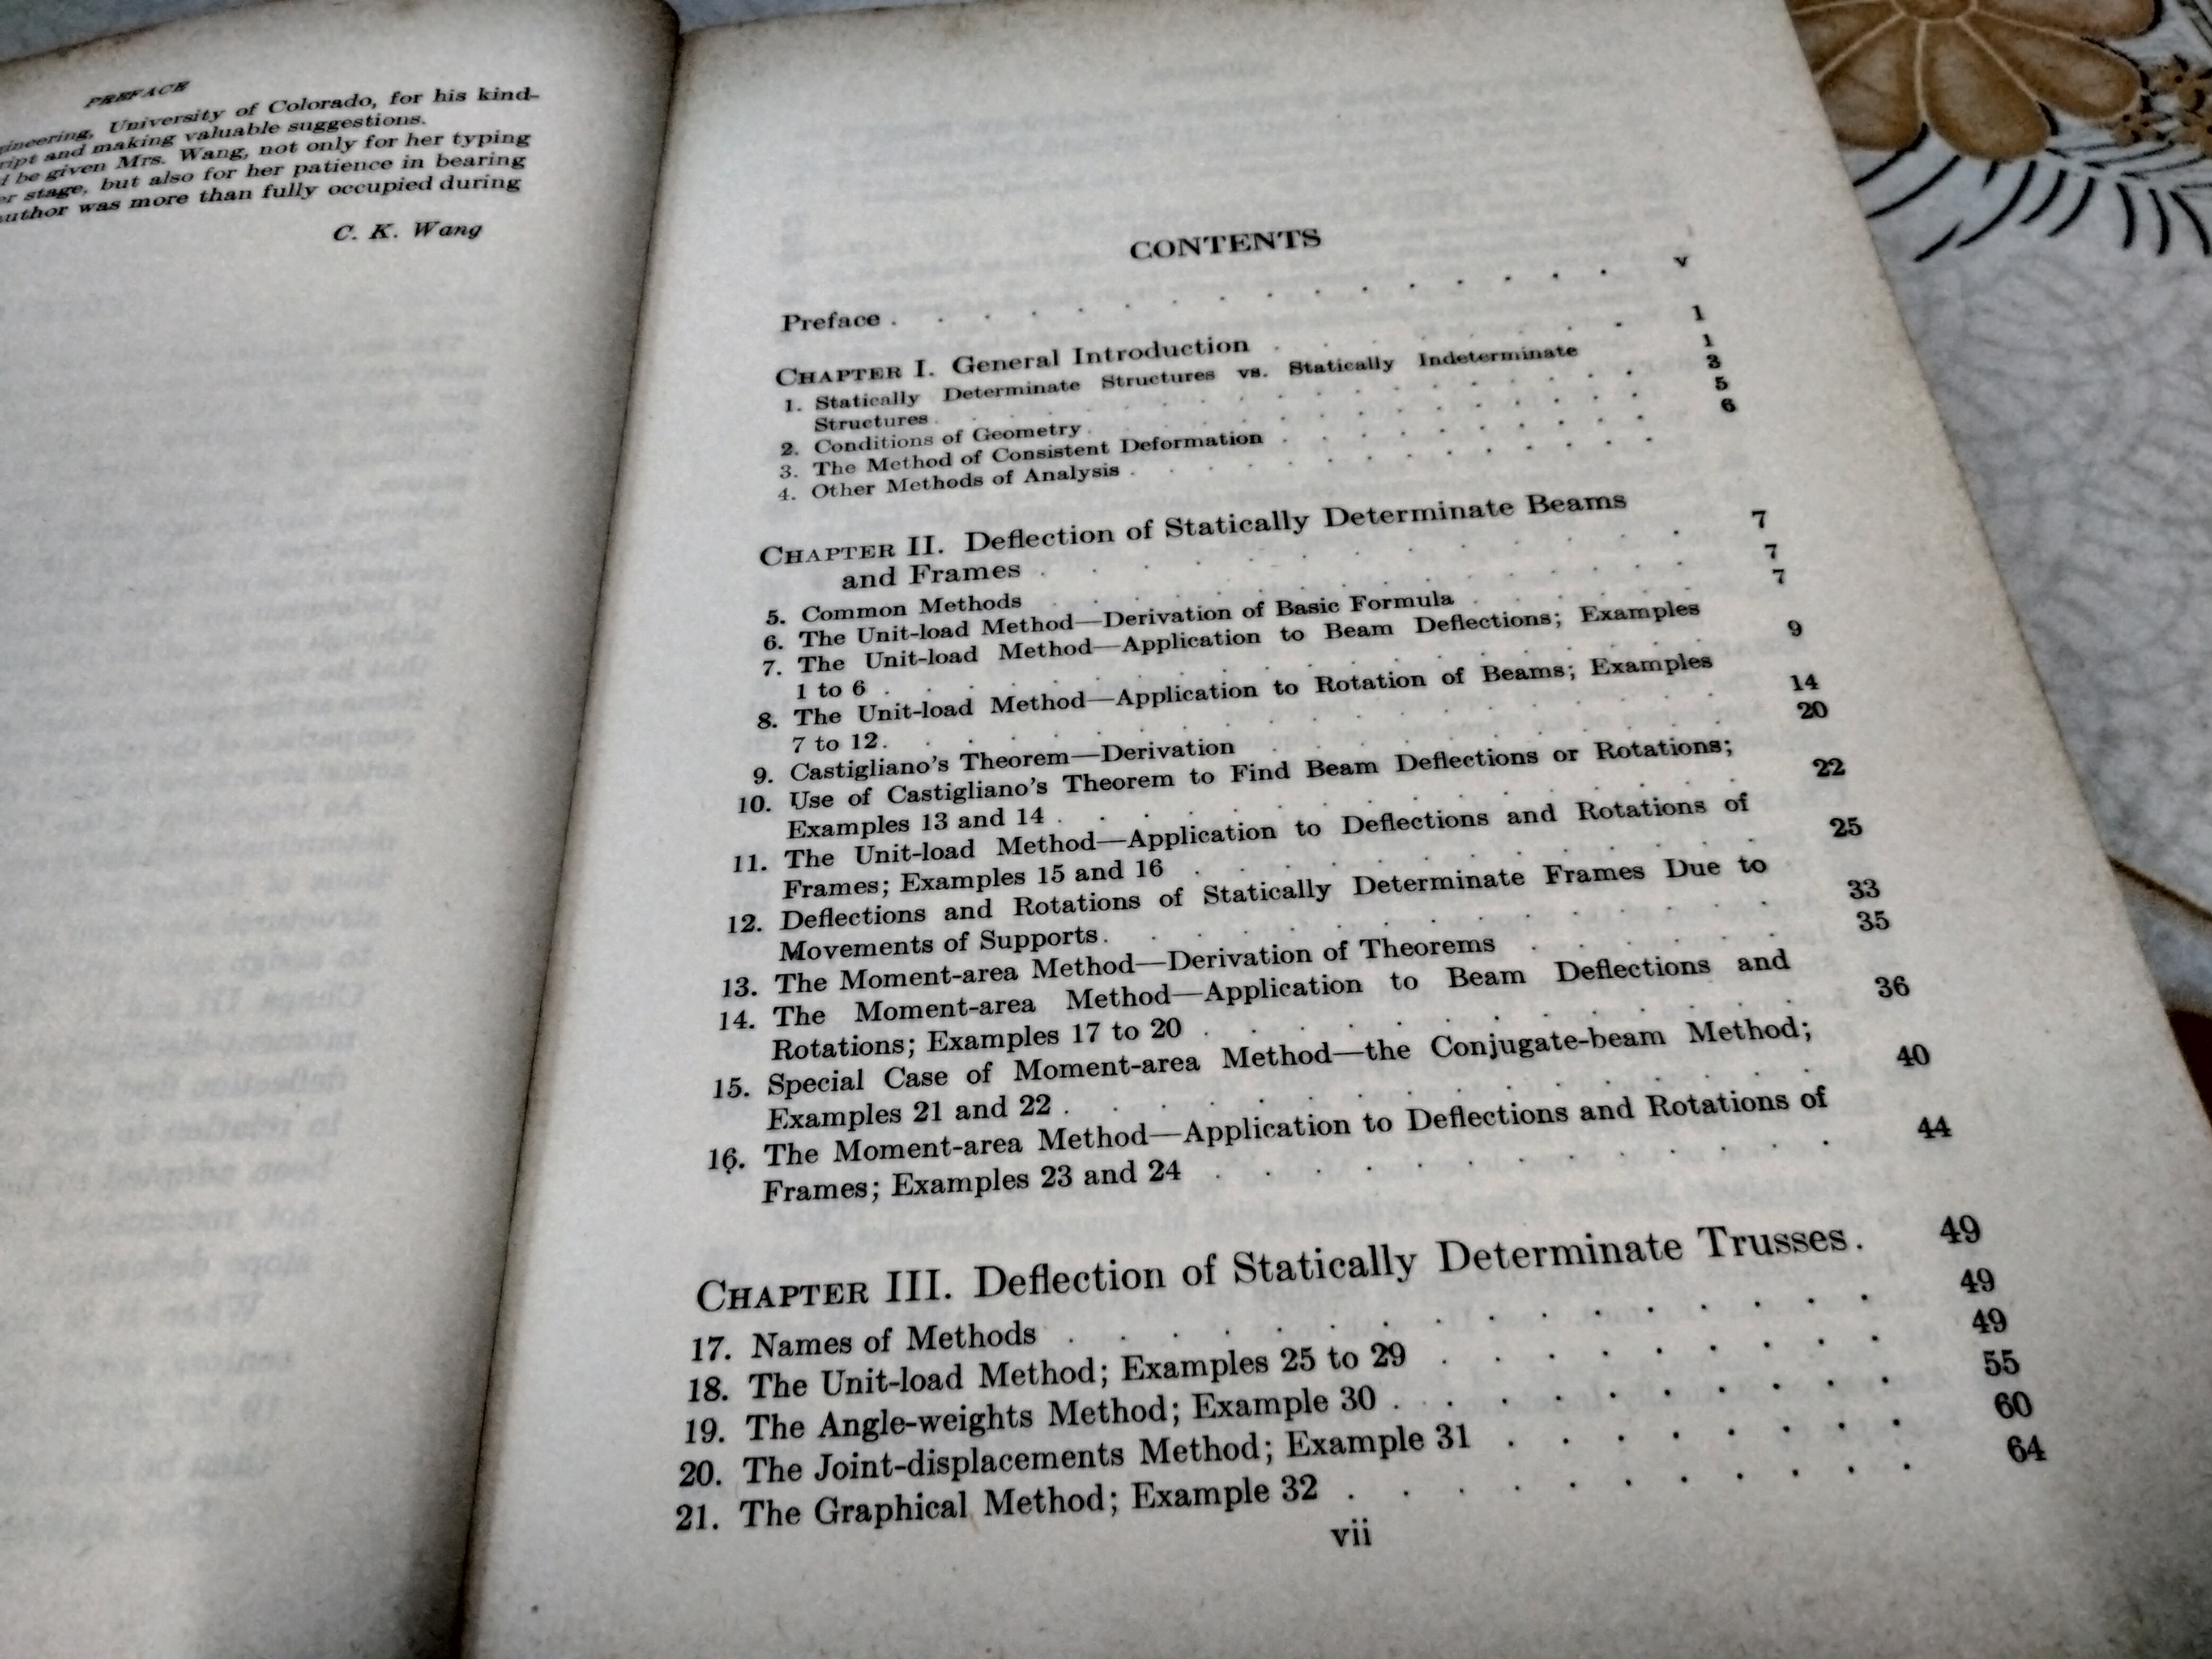 PREFACE
University of Colorado, for his kind-
ript and making valuable suggestions.
be given Mrs. Wang, not only for her typing
er stage, but also for her patience in bearing
uthor was more than fully occupied during
C. K. Wang
CONTENTS
Preface . . . . . . . . . . . . . . . v
CHAPTER I. General Introduction . . . . . . . 1
1. Statically Determinate Structures vs. Statically Indeterminate
Structures . . . . . . . . . . . . . 1
2. Conditions of Geometry . . . . . . . . . . 3
3. The Method of Consistent Deformation . . . . . . . 5
4. Other Methods of Analysis . . . . . . . . . . 6
CHAPTER II. Deflection of Statically Determinate Beams
and Frames . . . . . . . . . . . . 7
5. Common Methods . . . . . . . . . . . . 7
6. The Unit-load Method—Derivation of Basic Formula . . . . 7
7. The Unit-load Method—Application to Beam Deflections; Examples
1 to 6 . . . . . . . . . . . . . . 9
8. The Unit-load Method—Application to Rotation of Beams; Examples
7 to 12. . . . . . . . . . . . . . 14
9. Castigliano's Theorem—Derivation . . . . . . . . 20
10. Use of Castigliano's Theorem to Find Beam Deflections or Rotations;
Examples 13 and 14 . . . . . . . . . . . 22
11. The Unit-load Method—Application to Deflections and Rotations of
Frames; Examples 15 and 16 . . . . . . . . . 25
12. Deflections and Rotations of Statically Determinate Frames Due to
Movements of Supports . . . . . . . . . . . 33
13. The Moment-area Method—Derivation of Theorems . . . . 35
14. The Moment-area Method—Application to Beam Deflections and
Rotations; Examples 17 to 20 . . . . . . . . . 36
15. Special Case of Moment-area Method—the Conjugate-beam Method;
Examples 21 and 22 . . . . . . . . . . . 40
16. The Moment-area Method—Application to Deflections and Rotations of
Frames; Examples 23 and 24 . . . . . . . . . 44
CHAPTER III. Deflection of Statically Determinate Trusses . 49
17. Names of Methods . . . . . . . . . . . . 49
18. The Unit-load Method; Examples 25 to 29 . . . . . . 49
19. The Angle-weights Method; Example 30 . . . . . . . 55
20. The Joint-displacements Method; Example 31 . . . . . 60
21. The Graphical Method; Example 32 . . . . . . . . 64
vii